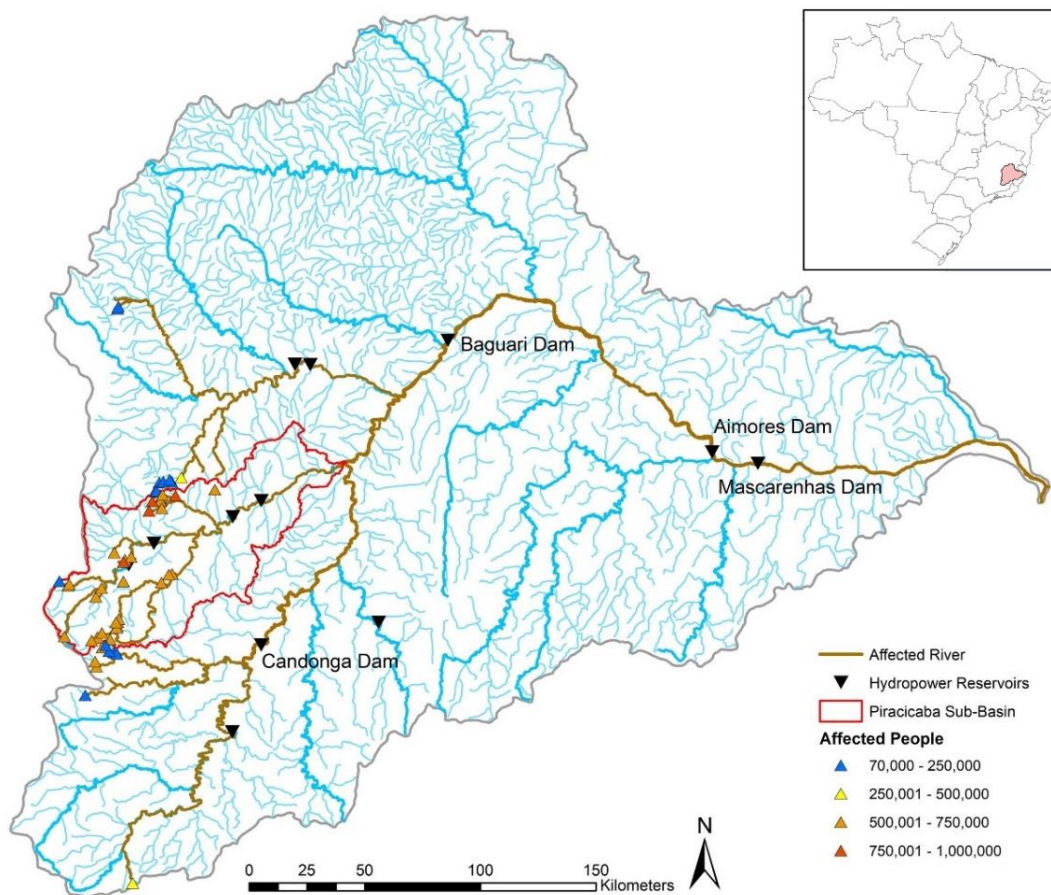 Baguari Dam
Aimores Dam
Mascarenhas Dam
Candonga Dam
Affected River
Hydropower Reservoirs
Piracicaba Sub-Basin
Affected People
70,000 - 250,000
250,001 - 500,000
500,001 - 750,000
750,001 - 1,000,000
N
0 25 50 100 150
Kilometers